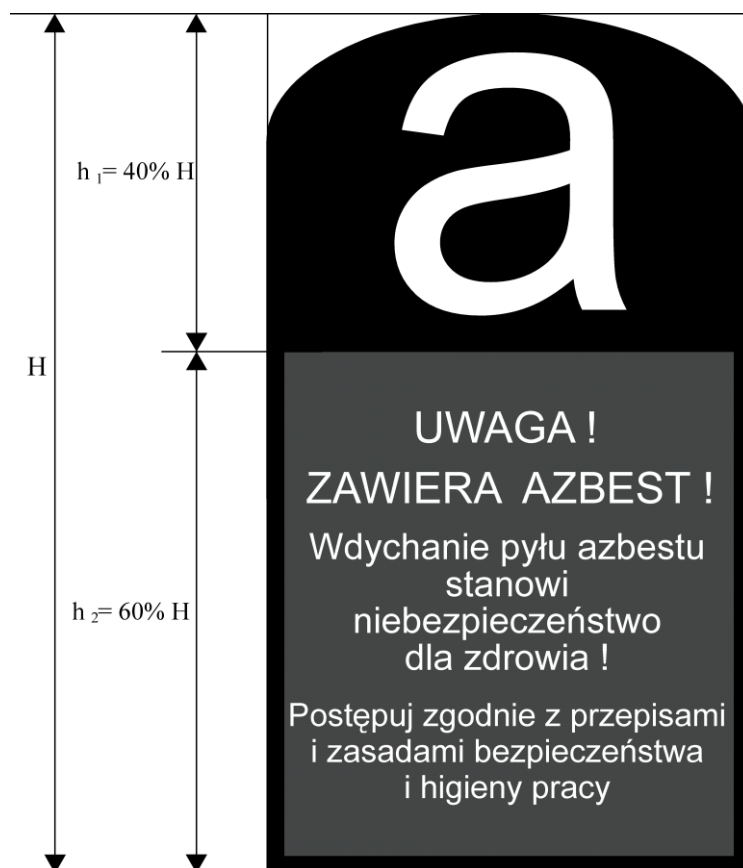 a
h 1= 40% H
H
h 2= 60% H
UWAGA !
ZAWIERA AZBEST !
Wdychanie pyłu azbestu
stanowi
niebezpieczeństwo
dla zdrowia !
Postępuj zgodnie z przepisami
i zasadami bezpieczeństwa
i higieny pracy